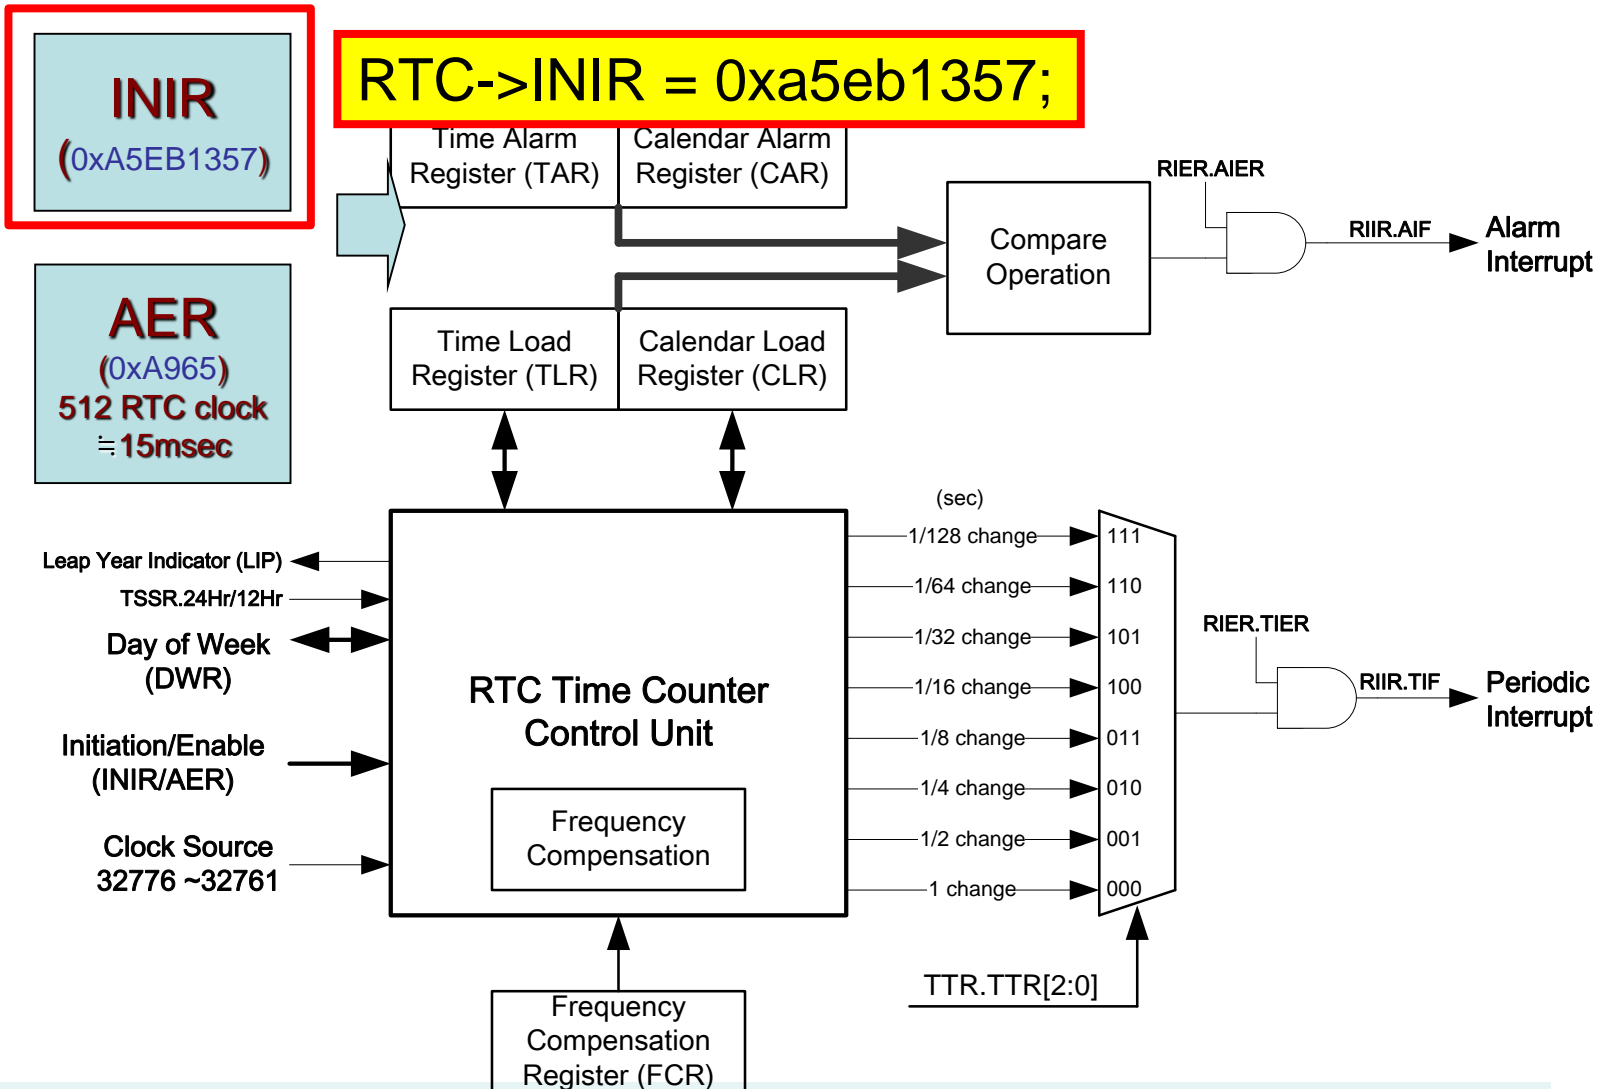 INIR
(0xA5EB1357)
RTC->INIR = 0xa5eb1357;
Time Alarm
Register (TAR)
Calendar Alarm
Register (CAR)
AER
(0xA965)
512 RTC clock
≒15msec
Time Load
Register (TLR)
Calendar Load
Register (CLR)
Compare
Operation
RIER.AIER
RIIR.AIF
Alarm
Interrupt
Leap Year Indicator (LIP)
TSSR.24Hr/12Hr
Day of Week
(DWR)
Initiation/Enable
(INIR/AER)
Clock Source
32776 ~32761
RTC Time Counter
Control Unit
Frequency
Compensation
(sec)
1/128 change 111
1/64 change 110
1/32 change 101
1/16 change 100
1/8 change 011
1/4 change 010
1/2 change 001
1 change 000
RIER.TIER
RIIR.TIF
Periodic
Interrupt
TTR.TTR[2:0]
Frequency
Compensation
Register (FCR)